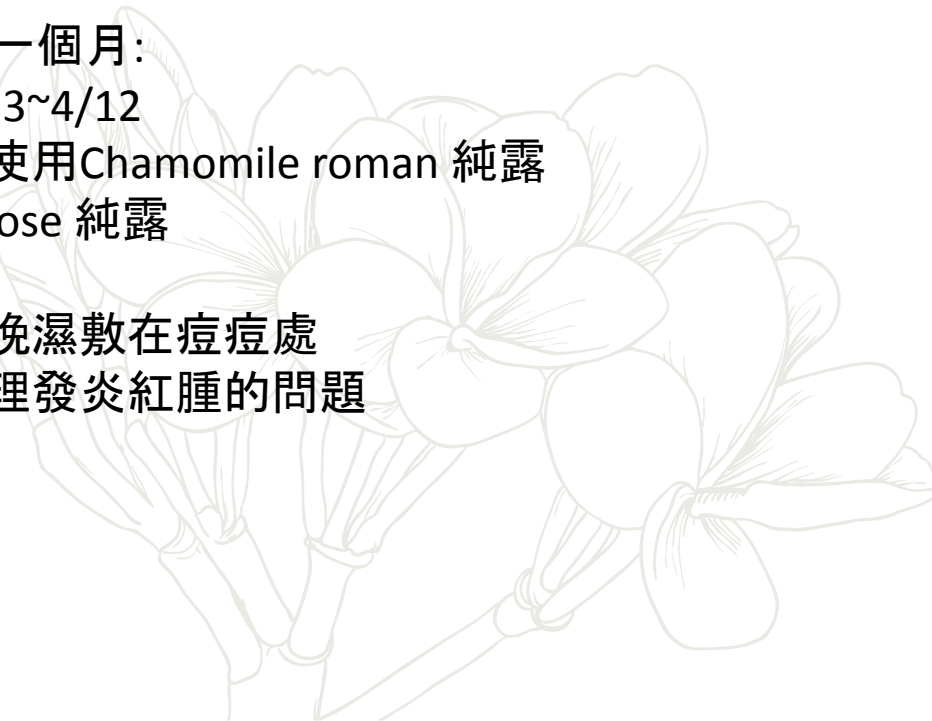 一個月:
3~4/12
使用Chamomile roman 純露
ose 純露
晚濕敷在痘痘處
理發炎紅腫的問題